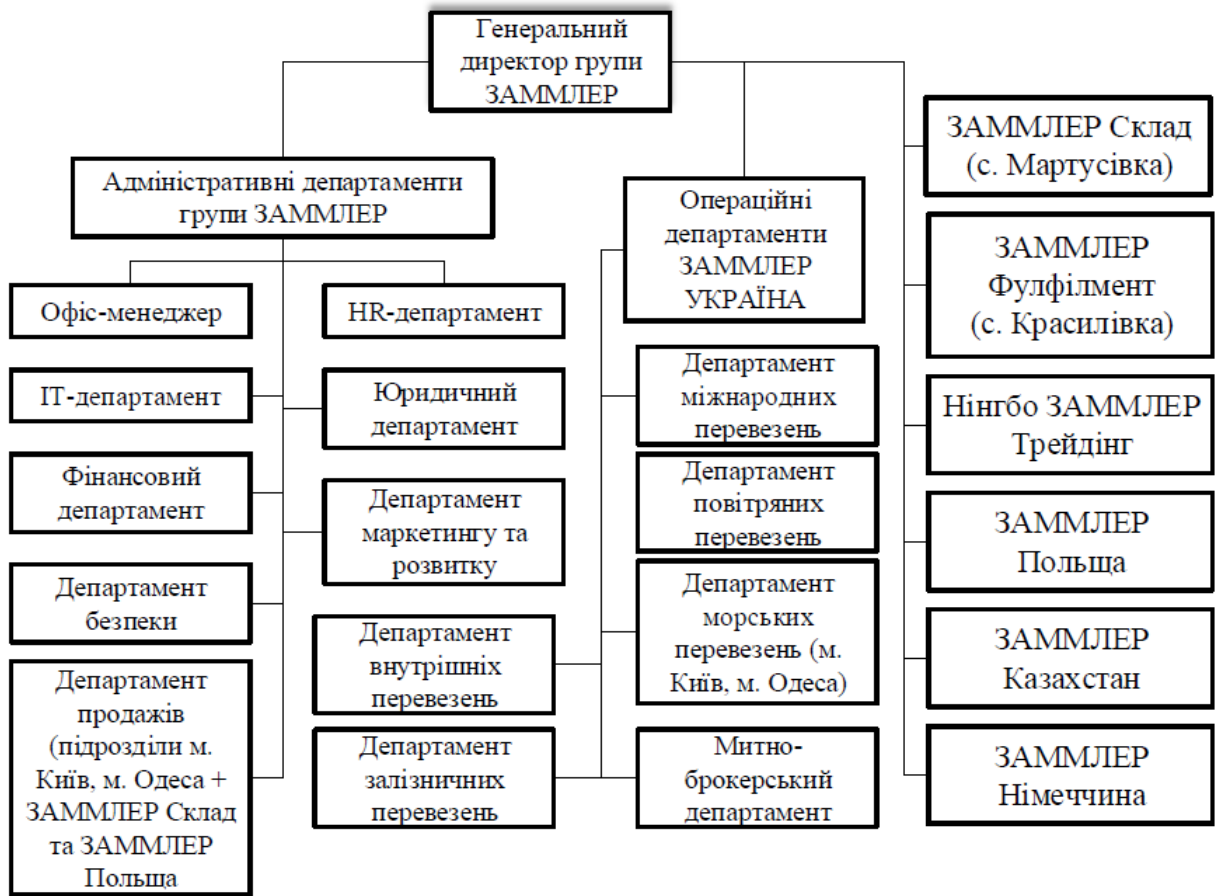 Генеральний
директор групи
ЗАММЛЕР
Адміністративні департаменти
групи ЗАММЛЕР
Офіс-менеджер
HR-департамент
IT-департамент
Юридичний
департамент
Фінансовий
департамент
Департамент
маркетингу та
розвитку
Департамент
безпеки
Департамент
продажів
(підрозділи м.
Київ, м. Одеса +
ЗАММЛЕР Склад
та ЗАММЛЕР
Польща
Операційні
департаменти
ЗАММЛЕР
УКРАЇНА
Департамент
міжнародних
перевезень
Департамент
повітряних
перевезень
Департамент
морських
перевезень (м.
Київ, м. Одеса)
Департамент
внутрішніх
перевезень
Департамент
залізничних
перевезень
Митно-
брокерський
департамент
ЗАММЛЕР Склад
(с. Мартусівка)
ЗАММЛЕР
Фулфілмент
(с. Красилівка)
Нінгбо ЗАММЛЕР
Трейдінг
ЗАММЛЕР
Польща
ЗАММЛЕР
Казахстан
ЗАММЛЕР
Німеччина